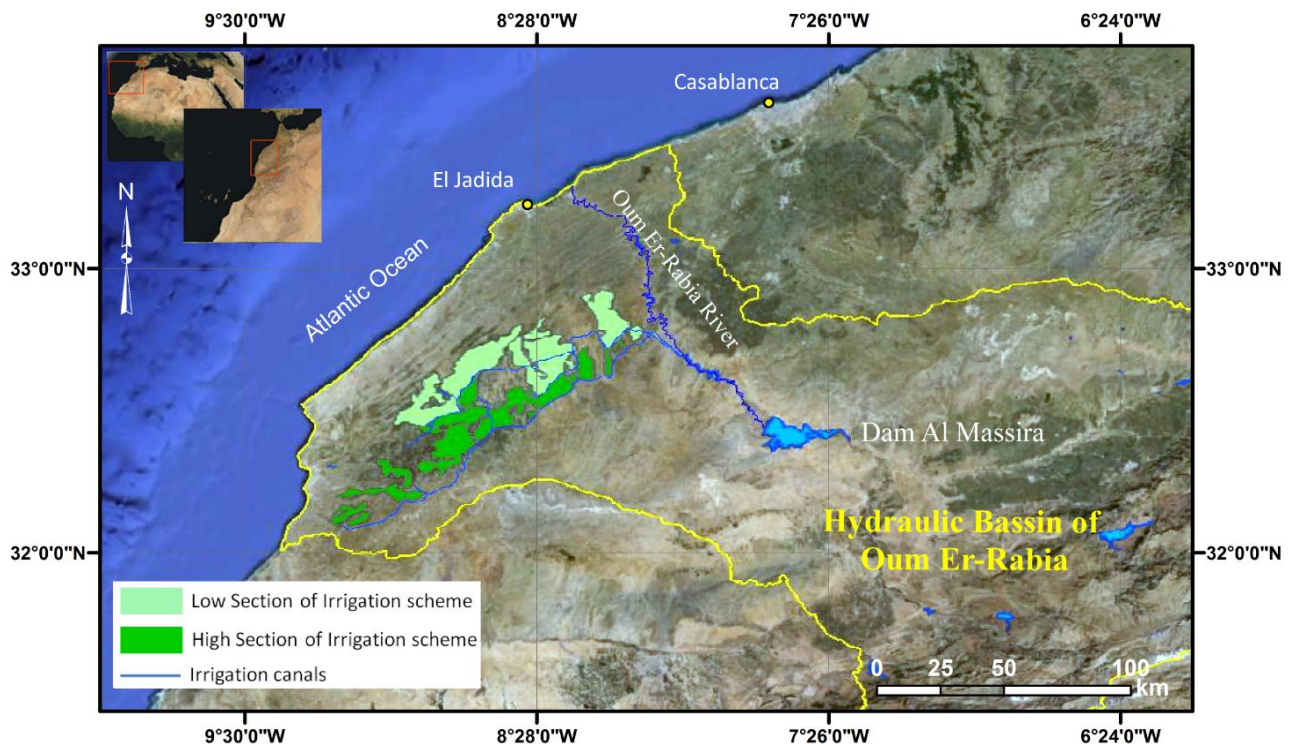 9°30'0"W 8°28'0"W 7°26'0"W 6°24'0"W
Casablanca
El Jadida
N
Oum Er-Rabia River
33°0'0"N 33°0'0"N
Atlantic Ocean
Dam Al Massira
Hydraulic Bassin of
Oum Er-Rabia
32°0'0"N 32°0'0"N
Low Section of Irrigation scheme
High Section of Irrigation scheme
Irrigation canals
0 25 50 100
km
9°30'0"W 8°28'0"W 7°26'0"W 6°24'0"W